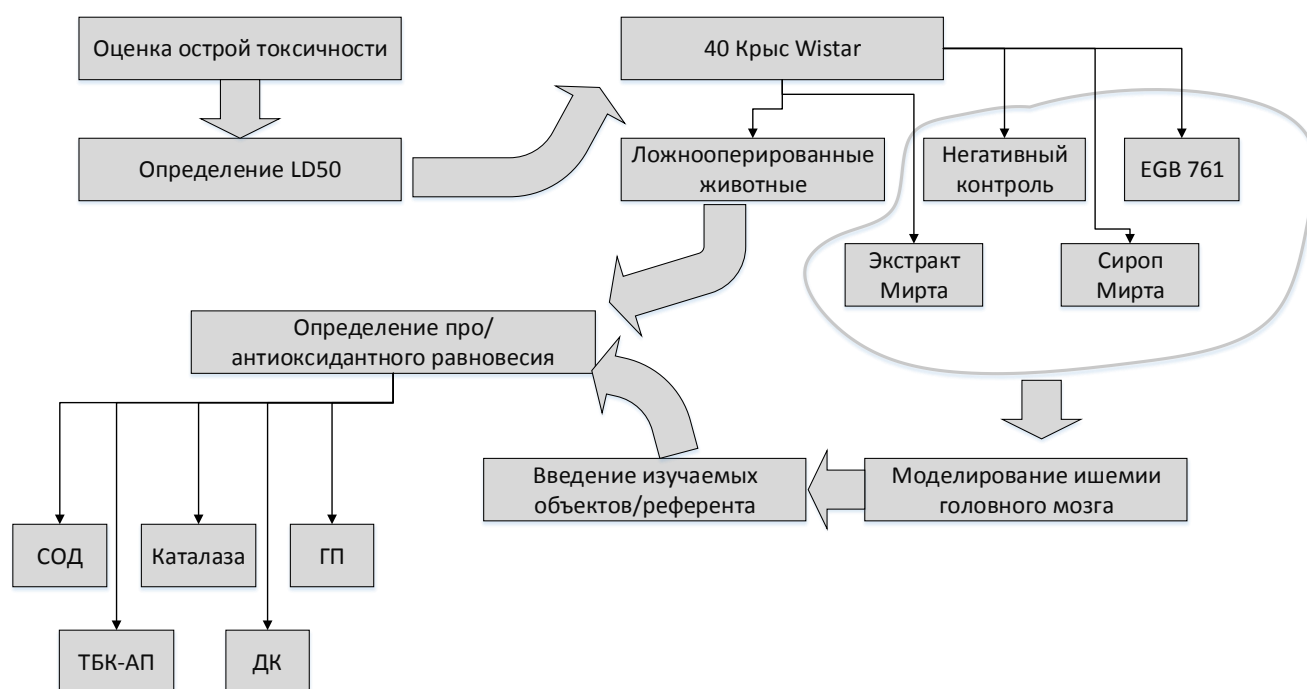 Оценка острой токсичности
40 Крыс Wistar
Определение LD50
Ложнооперированные
животные
Негативный
контроль
EGB 761
Экстракт
Мирта
Сироп
Мирта
Определение про/
антиоксидантного равновесия
Введение изучаемых
объектов/референта
Моделирование ишемии
головного мозга
СОД
Каталаза
ГП
ТБК-АП
ДК